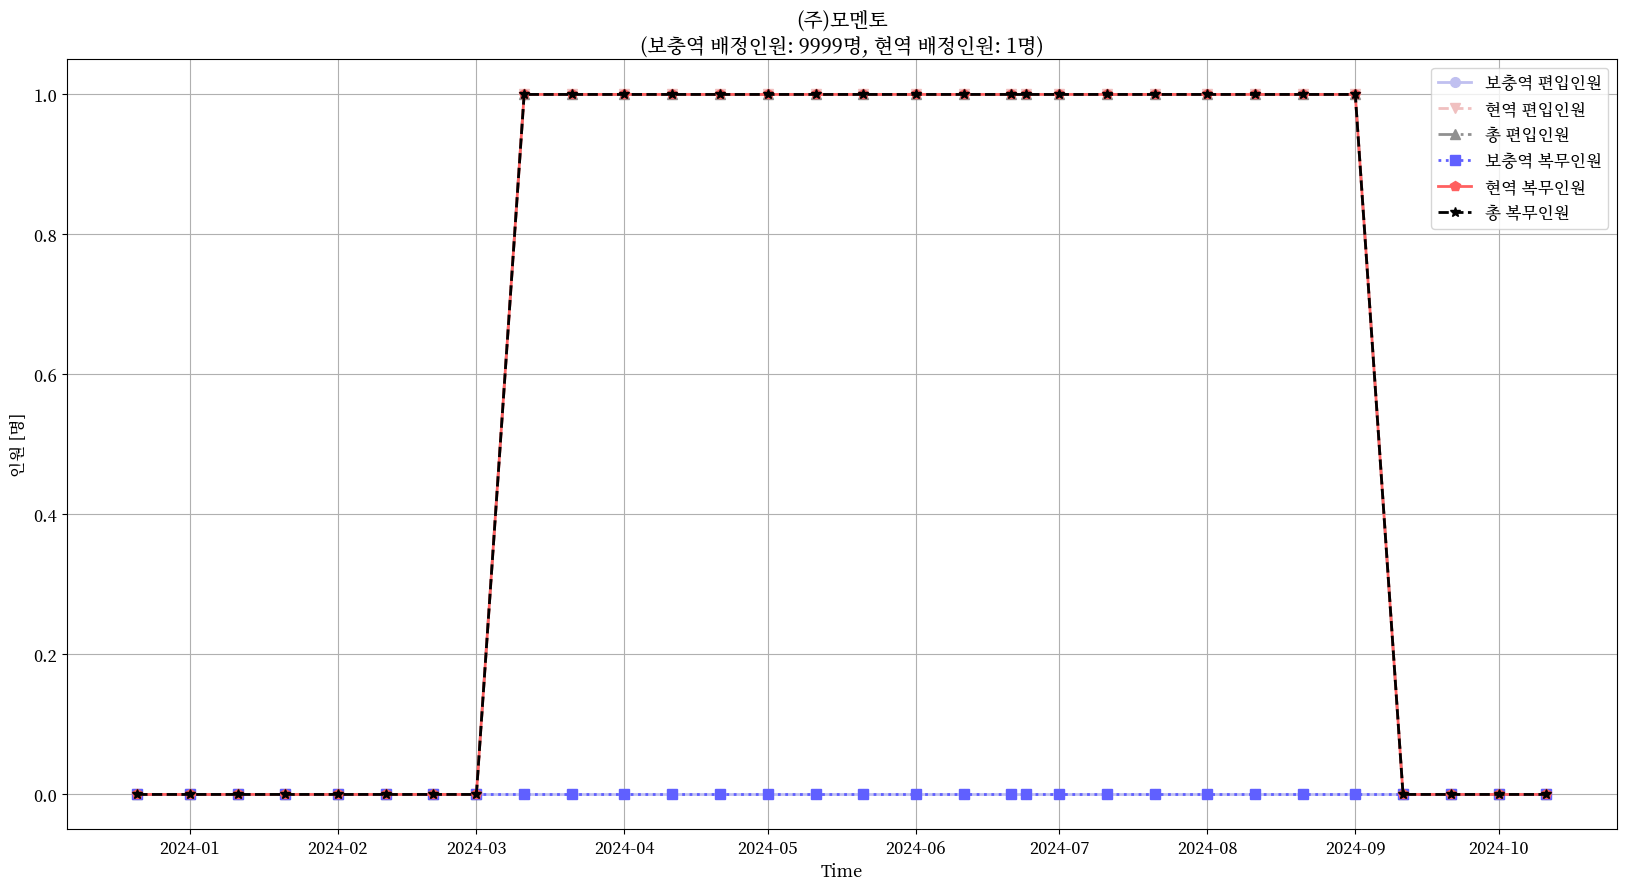 (주)모멘토
(보충역 배정인원: 9999명, 현역 배정인원: 1명)
보충역 편입인원
현역 편입인원
총 편입인원
보충역 복무인원
현역 복무인원
총 복무인원
인원 [명]
1.0
0.8
0.6
0.4
0.2
0.0
2024-01
2024-02
2024-03
2024-04
2024-05
2024-06
2024-07
2024-08
2024-09
2024-10
Time